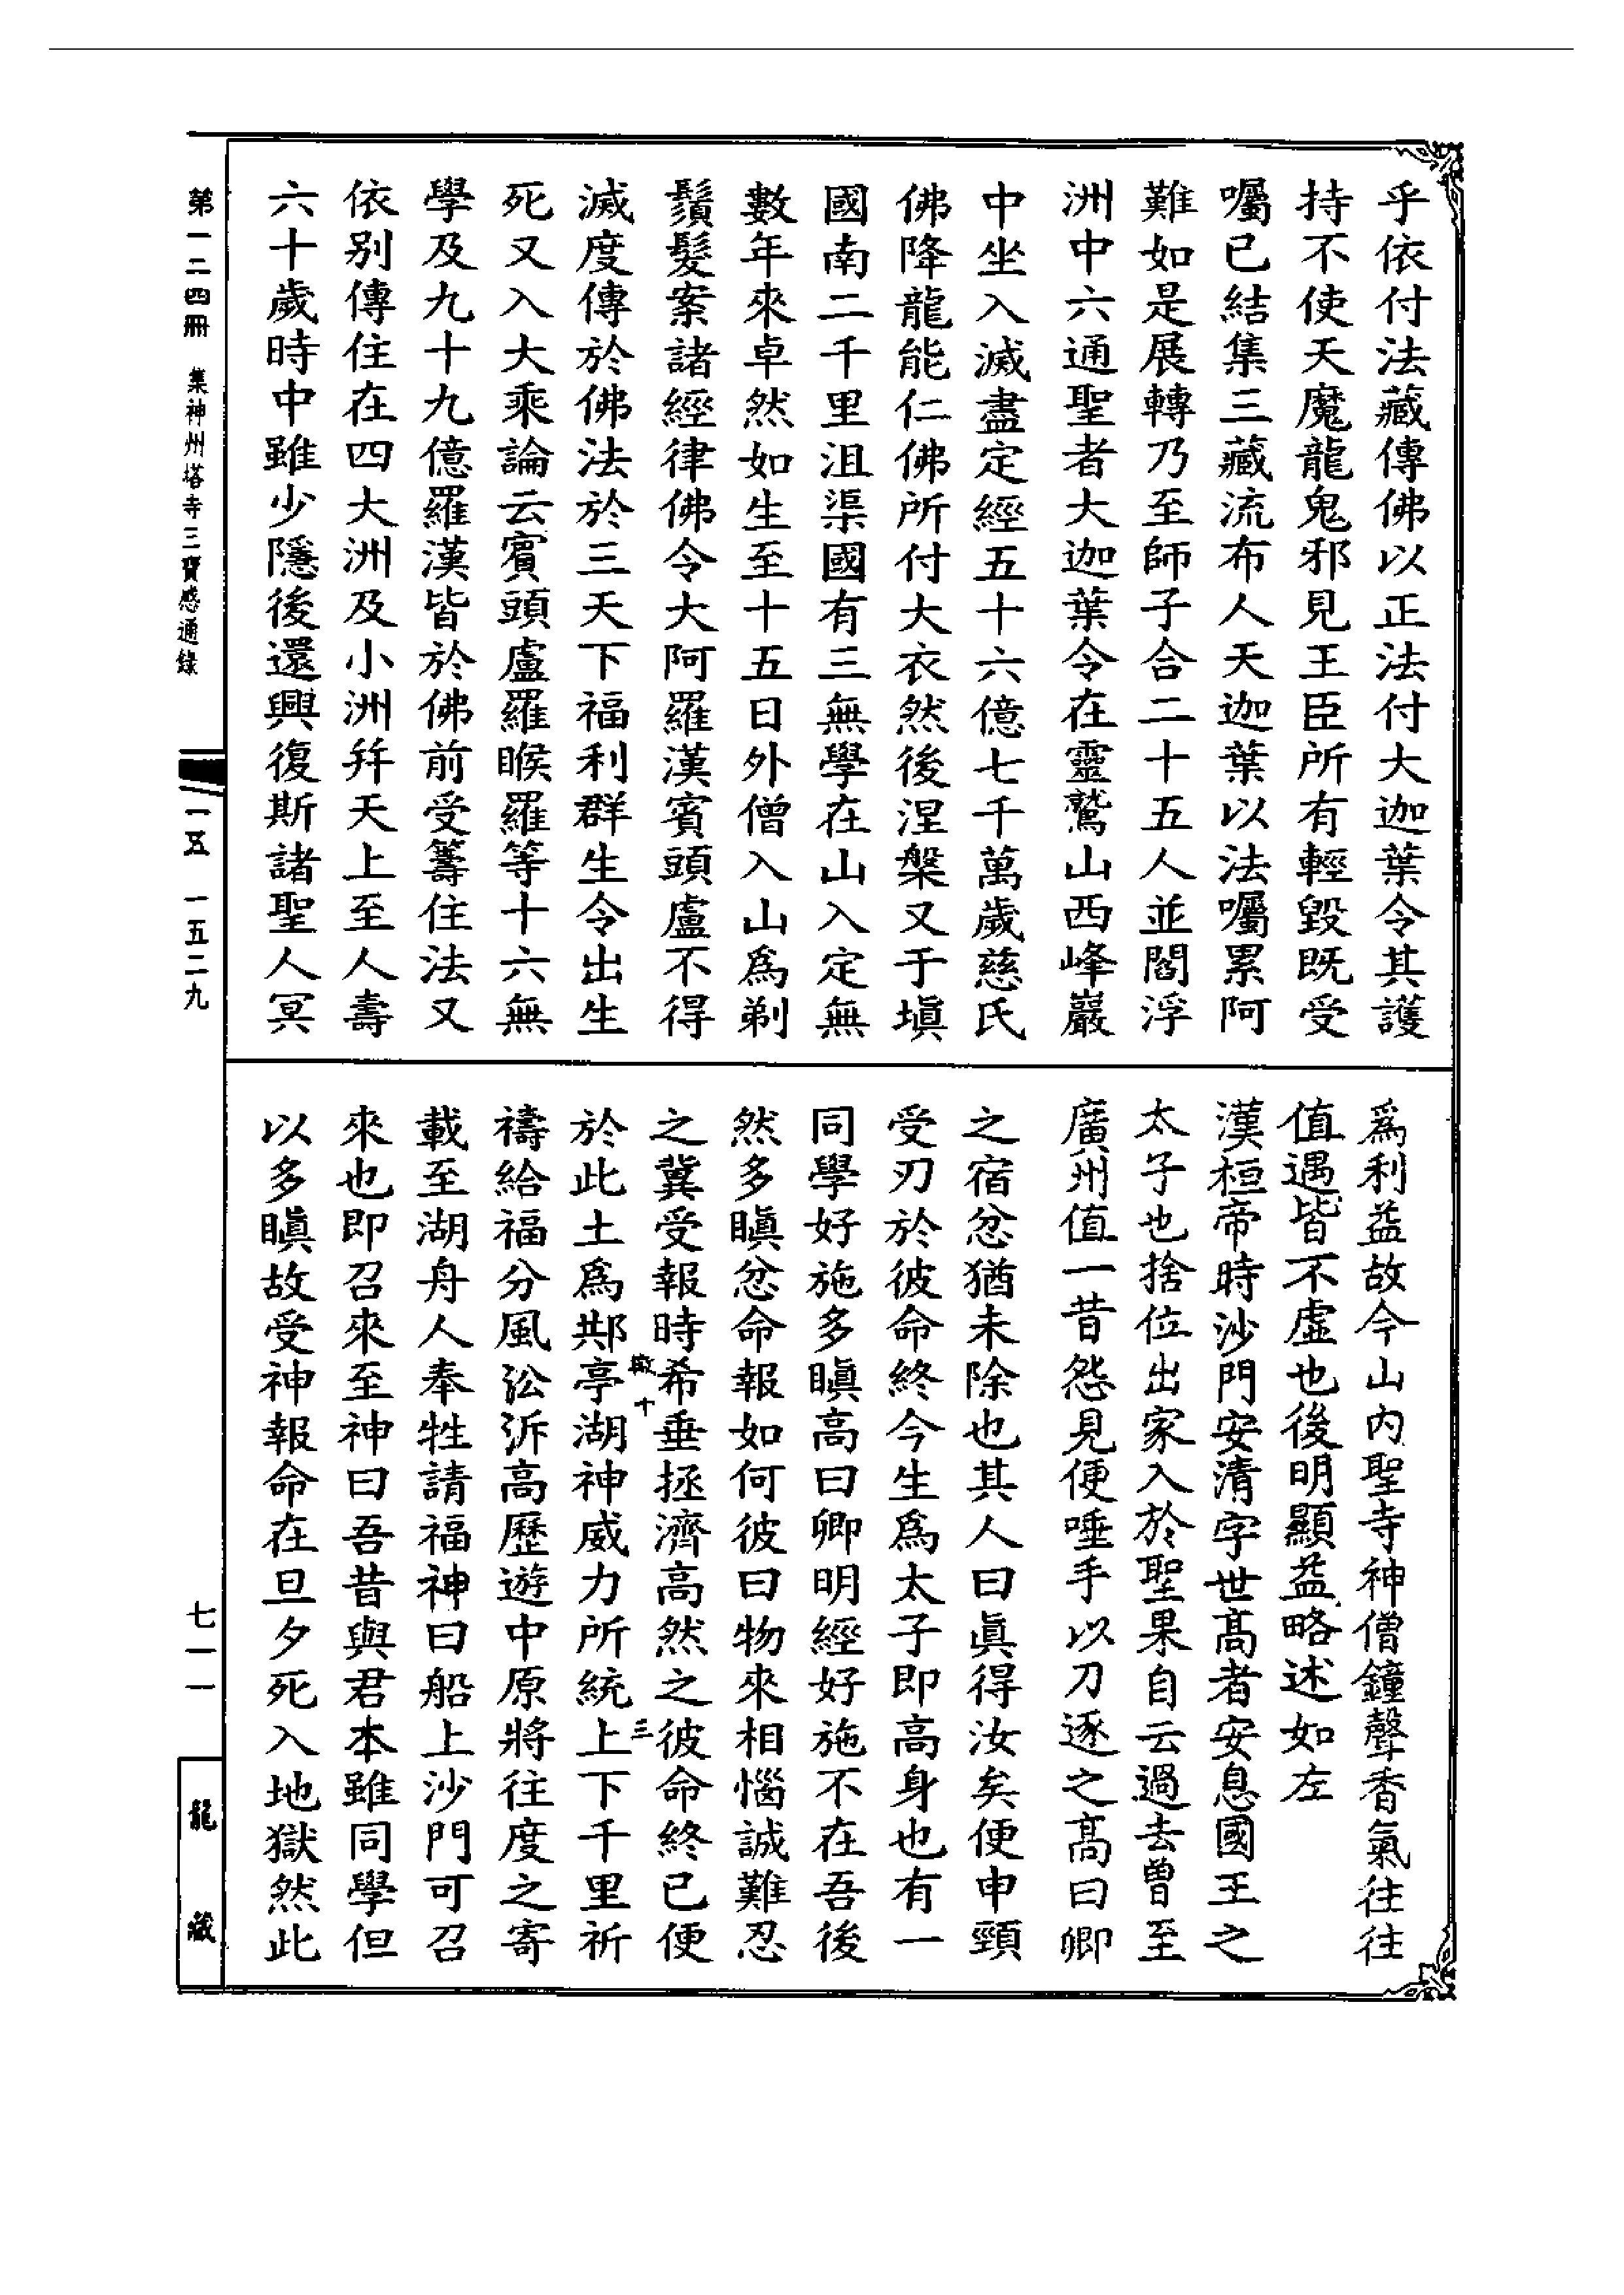 乎依付法藏傳佛以正法付大迦葉令其護
持不使天魔龍鬼邪見王臣所有輕毀既受
囑已結集三藏流布人天迦葉以法囑累阿
難如是展轉乃至師子合二十五人並閻浮
洲中六通聖者大迦葉令在靈鷲山西峰巖
中坐入滅盡定經五十六億七千萬歲慈氏
佛降龍能仁佛所付大衣然後涅槃又于塡
國南二千里沮渠國有三無學在山入定無
數年來卓然如生至十五日外僧入山爲剃
鬚髮案諸經律佛令大阿羅漢賓頭盧不得
滅度傳於佛法於三天下福利群生令出生
死又入大乘論云賓頭盧羅睺羅等十六無
學及九十九億羅漢皆於佛前受籌住法又
依別傳住在四大洲及小洲幷天上至人壽
六十歲時中雖少隱後還興復斯諸聖人冥
爲利益故今山內聖寺神僧鐘聲香氣往往
值遇皆不虛也後明顯益略述如左
漢桓帝時沙門安清字世高者安息國王之
太子也捨位出家入於聖果自云過去曾至
廣州值一昔怨見便唾手以刀逐之高曰卿
之宿忿猶未除也其人曰眞得汝矣便申頸
受刃於彼命終今生爲太子即高身也有一
同學好施多瞋高曰卿明經好施不在吾後
然多瞋忿命報如何彼曰物來相惱誠難忍
之冀受報時希垂拯濟高然之彼命終已便
於此土爲䢼亭湖神威力所統上下千里祈
禱給福分風㳂泝高歷遊中原將往度之寄
載至湖舟人奉牲請福神曰船上沙門可召
來也即召來至神曰吾昔與君本雖同學但
以多瞋故受神報命在旦夕死入地獄然此
十
三
第一二四冊 集神州塔寺三寶感通錄
一五 一五二九
七一一
龍藏